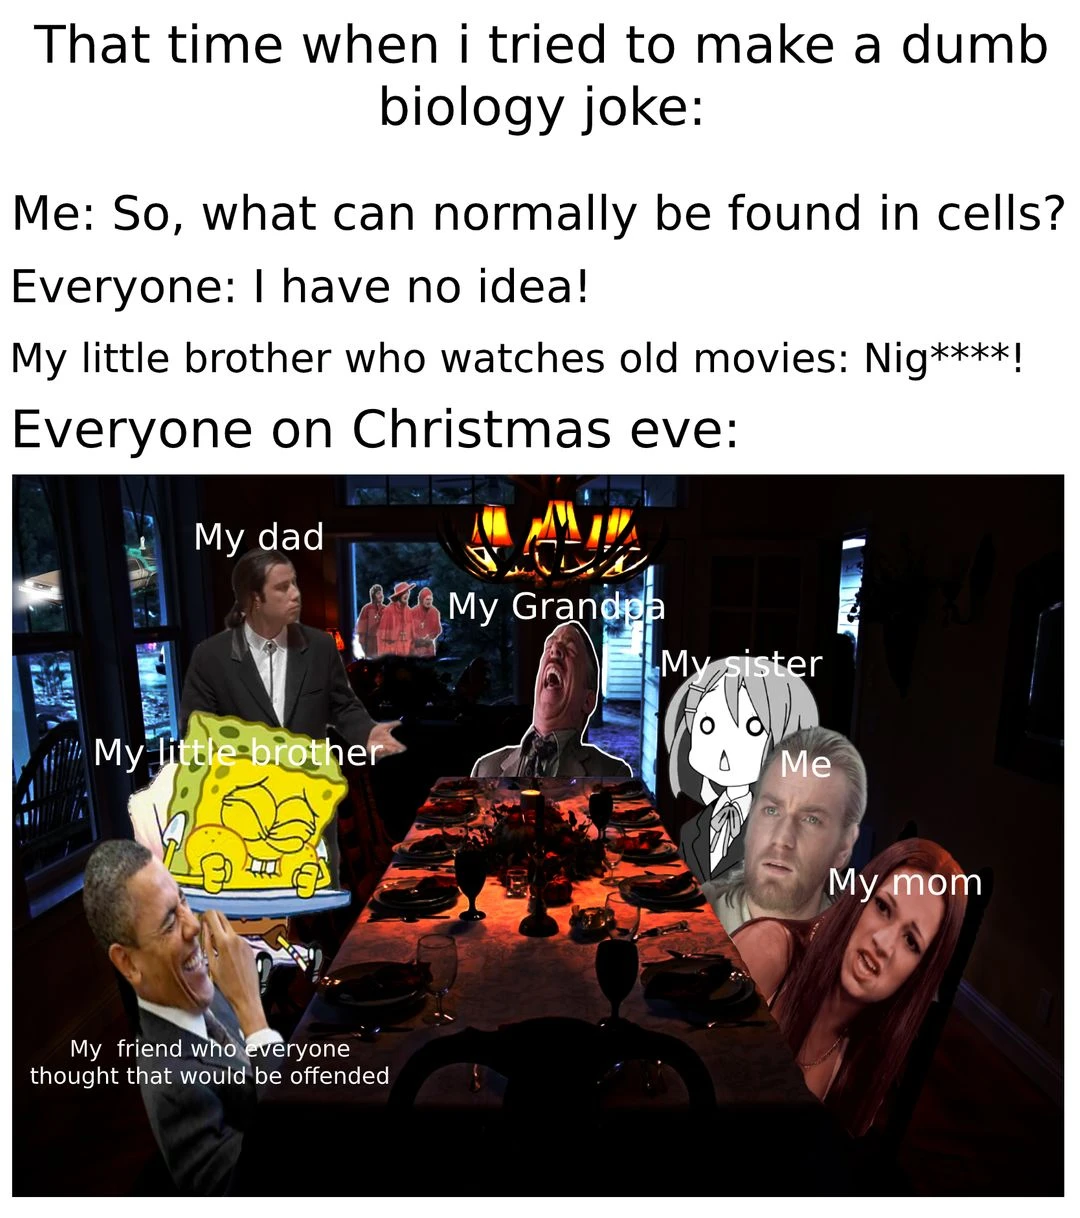 That time when i tried to make a dumb
biology joke:
Me: So, what can normally be found in cells?
Everyone: I have no idea!
My little brother who watches old movies: Nig****!
Everyone on Christmas eve:
My dad
My Grandpa
My sister
My little brother
Me
My mom
My  friend who everyone
thought that would be offended